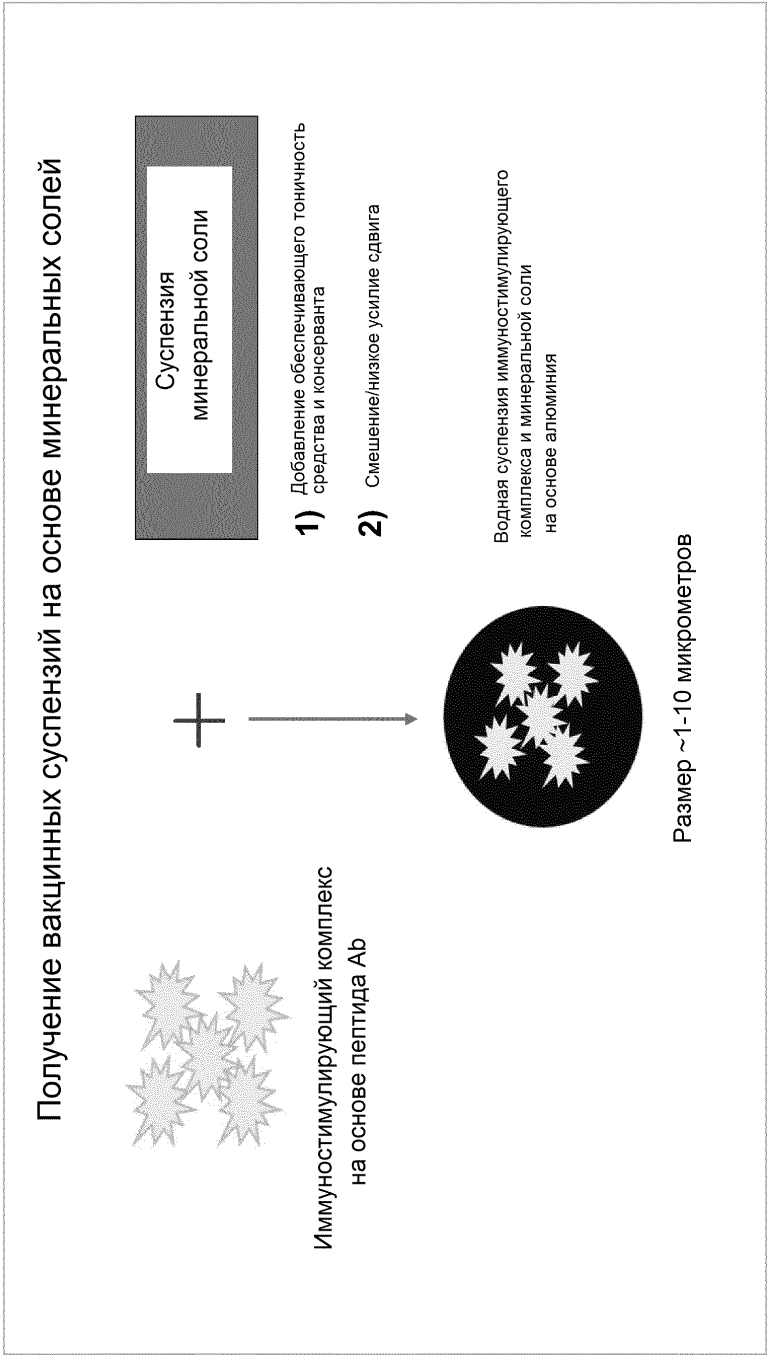 Получение вакцинных суспензий на основе минеральных солей
Иммуностимулирующий комплекс
на основе пептида Ab
+
Суспензия
минеральной соли
1) Добавление обеспечивающего тоничность
средства и консерванта
2) Смешение/низкое усилие сдвига
Водная суспензия иммуностимулирующего
комплекса и минеральной соли
на основе алюминия
Размер ~1-10 микрометров